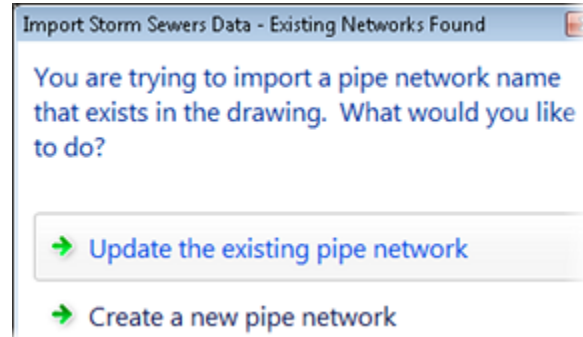 Import Storm Sewers Data - Existing Networks Found
You are trying to import a pipe network name
that exists in the drawing. What would you like
to do?
Update the existing pipe network
Create a new pipe network